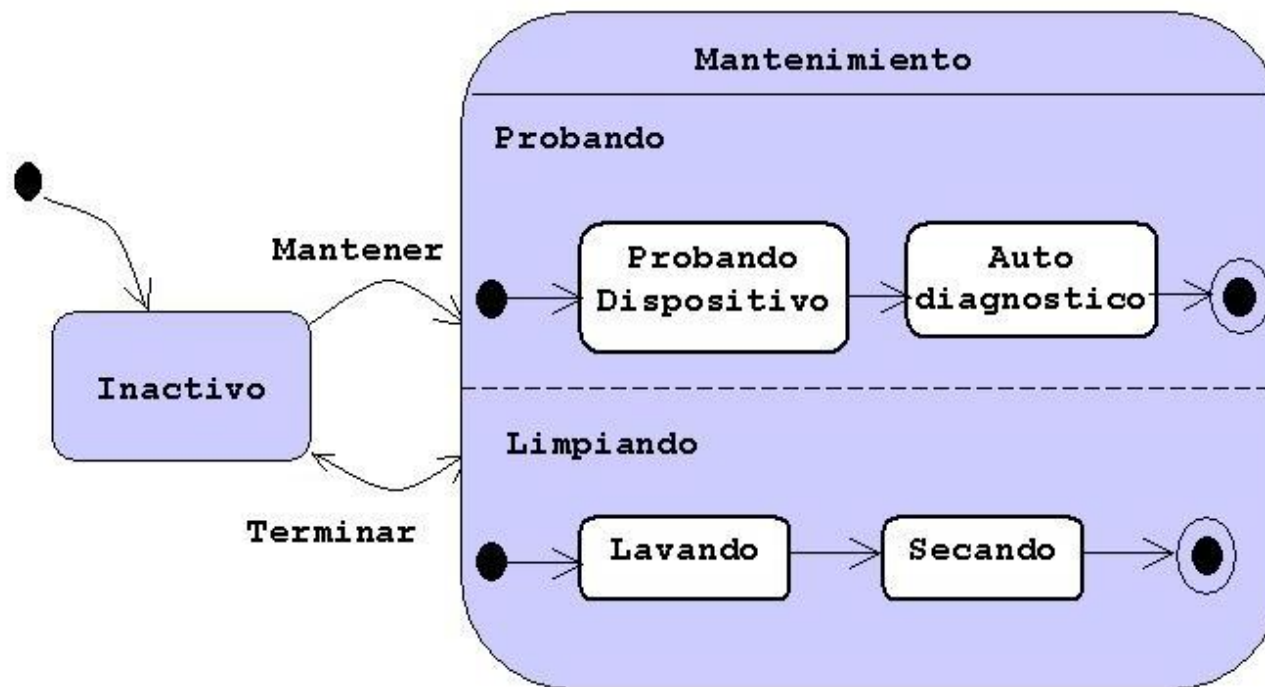 Mantenimiento
Probando
Mantener
Probando
Dispositivo
Auto
diagnostico
Inactivo
Limpiando
Terminar
Lavando
Secando